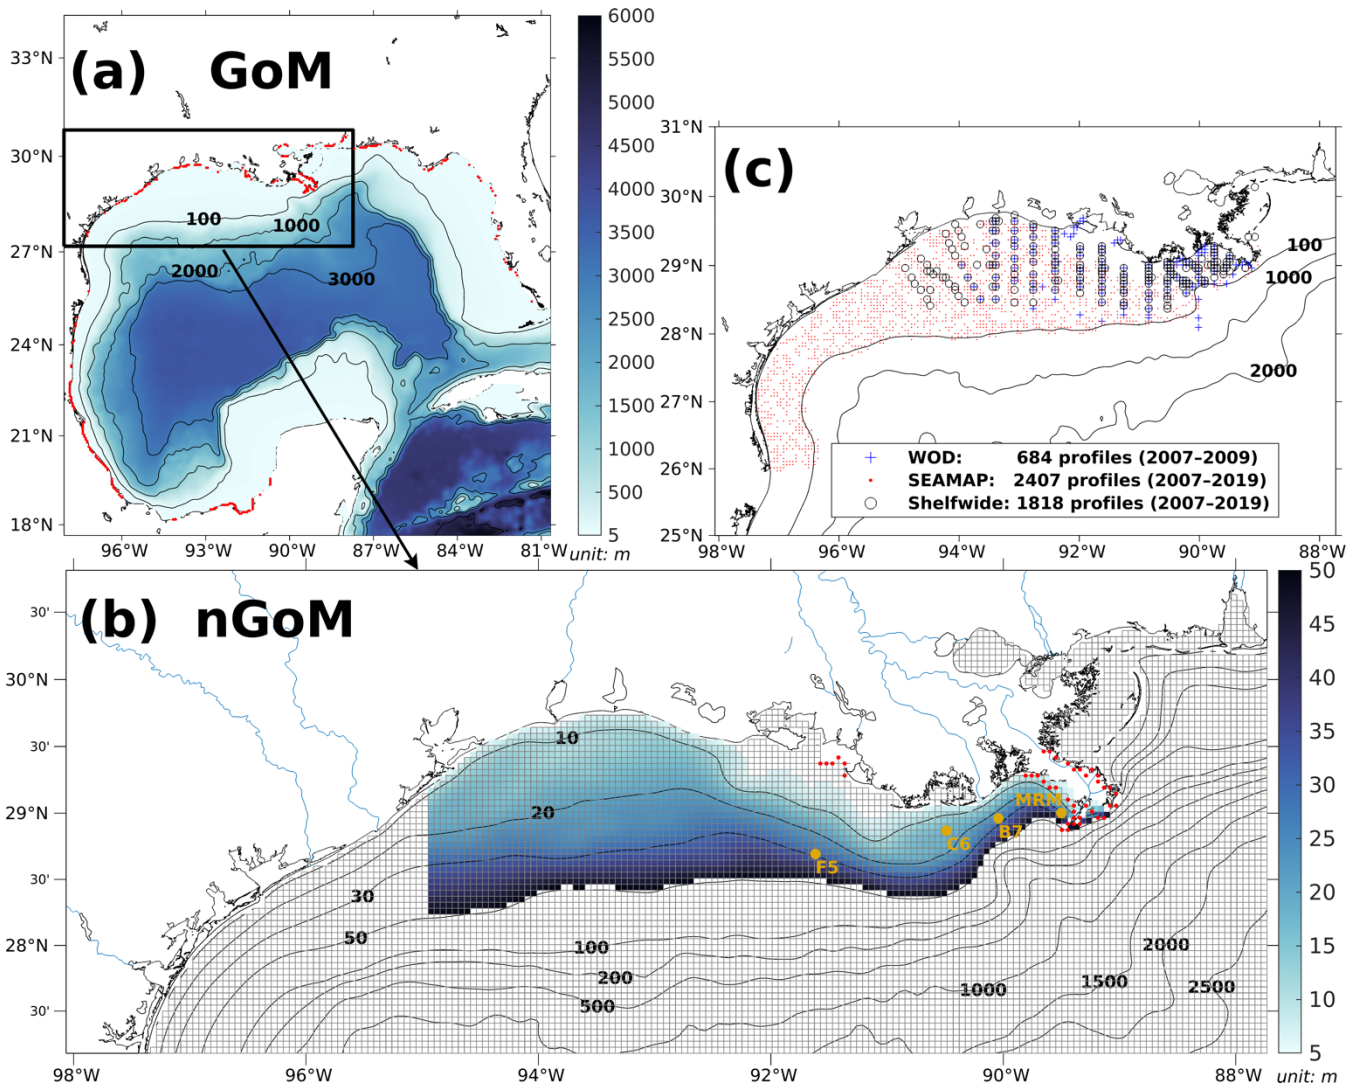 (a) GoM
33°N
30°N
27°N
24°N
21°N
18°N
96°W 93°W 90°W 87°W 84°W 81°W
100
1000
2000
3000
6000
5500
5000
4500
4000
3500
3000
2500
2000
1500
1000
500
5
unit: m
(c)
31°N
30°N
29°N
28°N
27°N
26°N
25°N
98°W 96°W 94°W 92°W 90°W 88°W
100
1000
2000
WOD: 684 profiles (2007–2009)
SEAMAP: 2407 profiles (2007–2019)
Shelfwide: 1818 profiles (2007–2019)
(b) nGoM
30'
30°N
30'
29°N
30'
28°N
30'
98°W 96°W 94°W 92°W 90°W 88°W
10
20
30
50
100
200
500
1000
1500
2000
2500
MRM
B7
C6
F5
50
45
40
35
30
25
20
15
10
5
unit: m